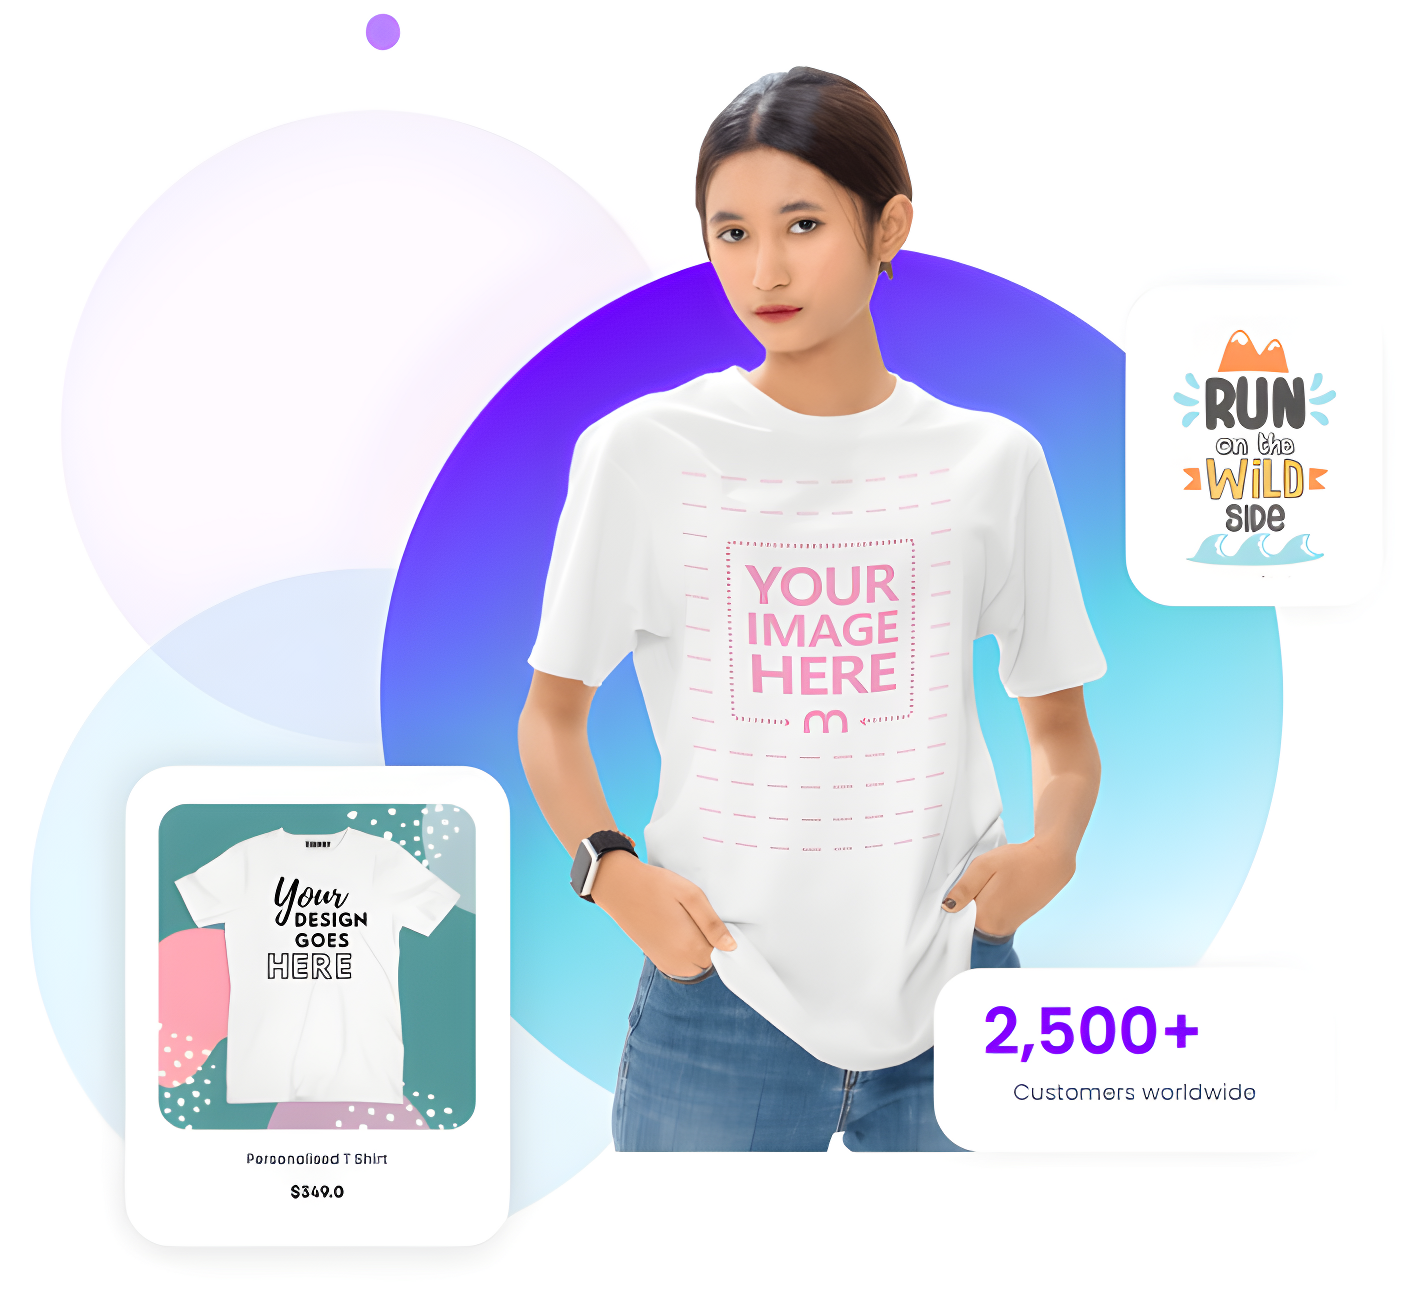 RUN
on the
WiLD
SIDe
YOUR
IMAGE
HERE
Your
DESIGN
GOES
HERE
Personalised T Shirt
$349.0
2,500+
Customers worldwide